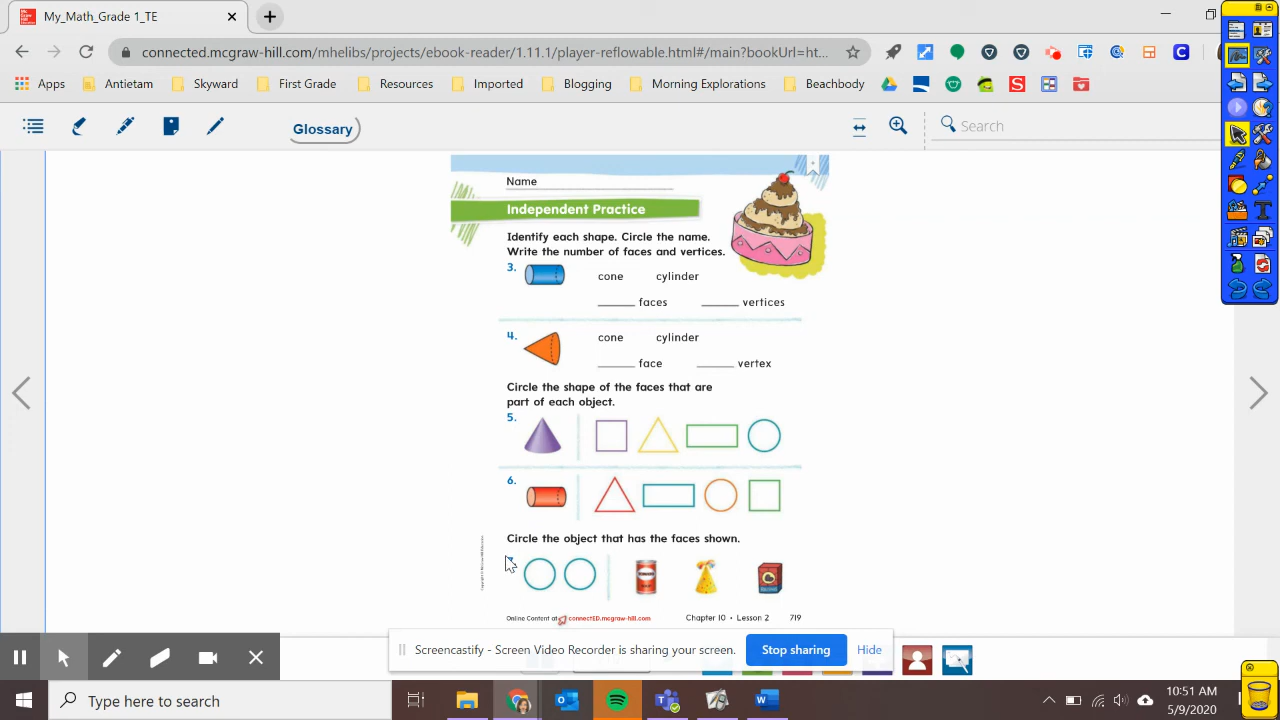 My_Math_Grade 1_TE
connected.mcgraw-hill.com/mhelibs/projects/ebook-reader/1.1.11/player-reflowable.html#/main?bookUrl=ht...
Apps Antietam Skyward First Grade Resources Imported Blogging Morning Explorations Beachbody
Glossary
Search
Name
Independent Practice
Identify each shape. Circle the name.
Write the number of faces and vertices.
3. cone cylinder
faces vertices
4. cone cylinder
face vertex
Circle the shape of the faces that are
part of each object.
5.
6.
Circle the object that has the faces shown.
Online Content at connectED.mcgraw-hill.com Chapter 10 • Lesson 2 719
Screencastify - Screen Video Recorder is sharing your screen. Stop sharing Hide
Type here to search
10:51 AM
5/9/2020